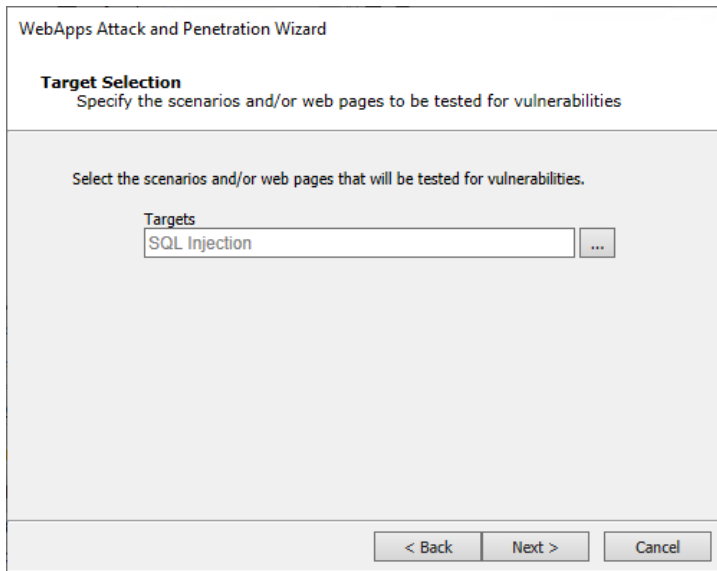 WebApps Attack and Penetration Wizard
Target Selection
Specify the scenarios and/or web pages to be tested for vulnerabilities
Select the scenarios and/or web pages that will be tested for vulnerabilities.
Targets
SQL Injection
...
< Back
Next >
Cancel